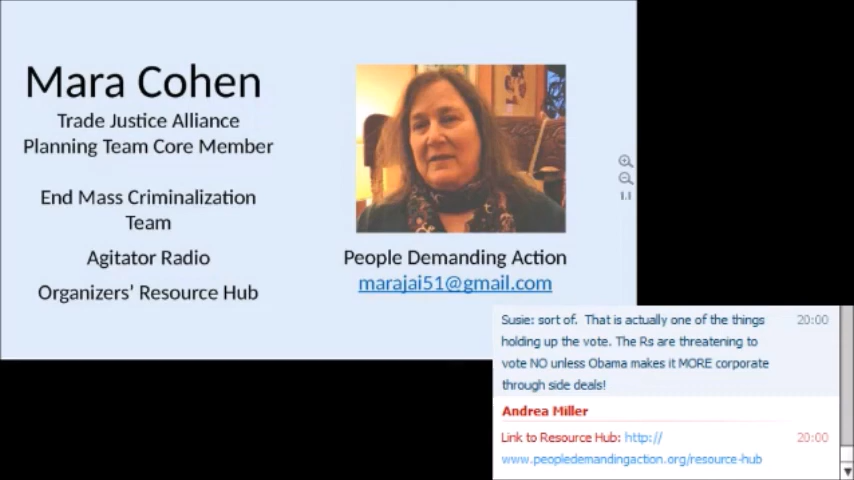 Mara Cohen
Trade Justice Alliance
Planning Team Core Member
End Mass Criminalization
Team
Agitator Radio
Organizers' Resource Hub
People Demanding Action
marajai51@gmail.com
1:1
Susie: sort of. That is actually one of the things 20:00
holding up the vote. The Rs are threatening to
vote NO unless Obama makes it MORE corporate
through side deals!
Andrea Miller
Link to Resource Hub: http:// 20:00
www.peopledemandingaction.org/resource-hub